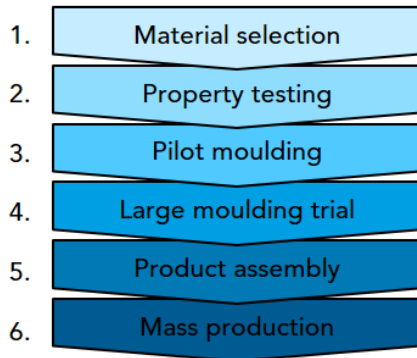 1. Material selection
2. Property testing
3. Pilot moulding
4. Large moulding trial
5. Product assembly
6. Mass production